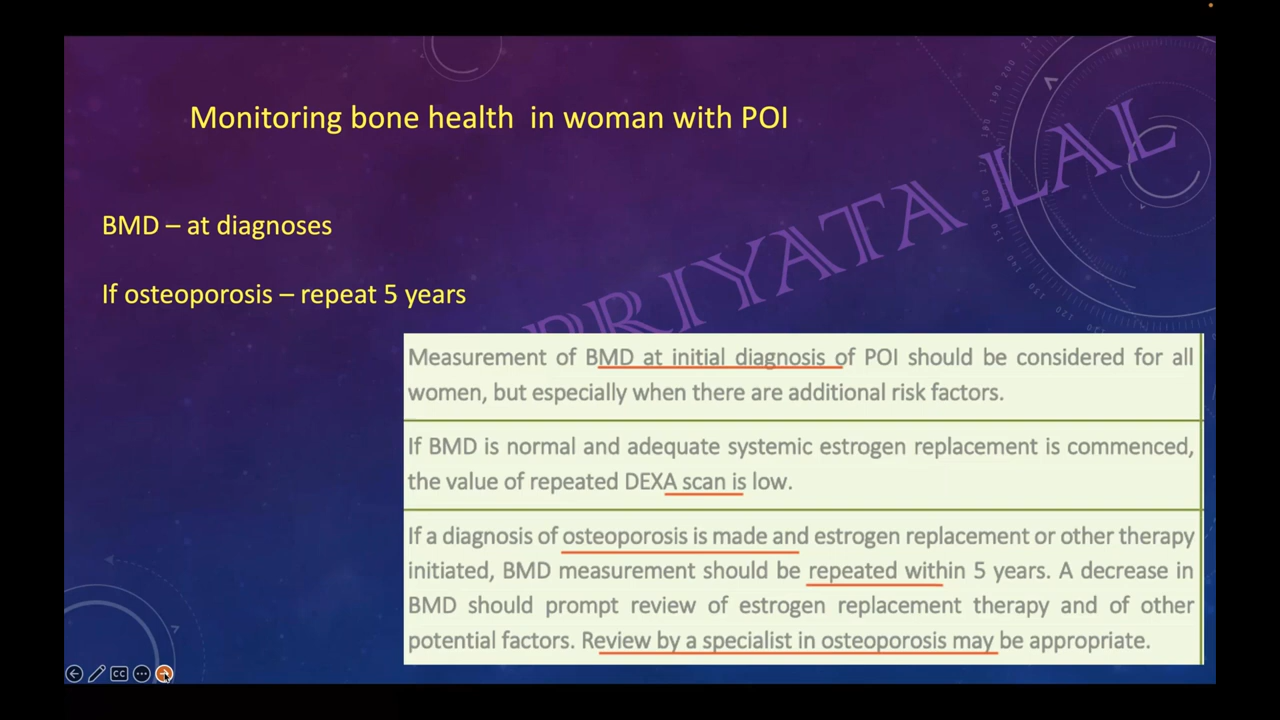 Monitoring bone health in woman with POI
BMD – at diagnoses
If osteoporosis – repeat 5 years
PRIYATA LAL
Measurement of BMD at initial diagnosis of POI should be considered for all
women, but especially when there are additional risk factors.
If BMD is normal and adequate systemic estrogen replacement is commenced,
the value of repeated DEXA scan is low.
If a diagnosis of osteoporosis is made and estrogen replacement or other therapy
initiated, BMD measurement should be repeated within 5 years. A decrease in
BMD should prompt review of estrogen replacement therapy and of other
potential factors. Review by a specialist in osteoporosis may be appropriate.
CC